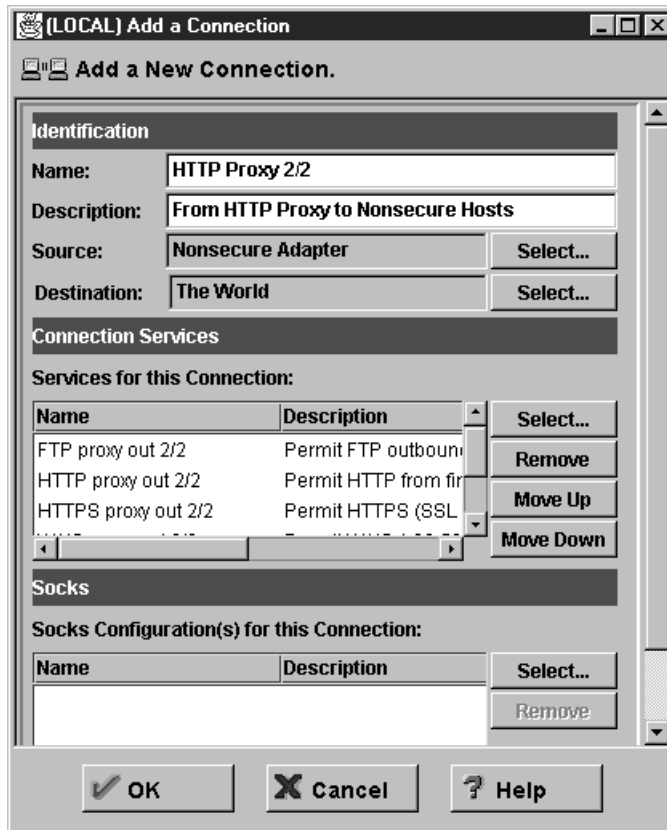 (LOCAL) Add a Connection
Add a New Connection.
Identification
Name: HTTP Proxy 2/2
Description: From HTTP Proxy to Nonsecure Hosts
Source: Nonsecure Adapter Select...
Destination: The World Select...
Connection Services
Services for this Connection:
Name Description Select...
FTP proxy out 2/2 Permit FTP outboun
Remove
HTTP proxy out 2/2 Permit HTTP from fir
HTTPS proxy out 2/2 Permit HTTPS (SSL
Move Up
Move Down
Socks
Socks Configuration(s) for this Connection:
Name Description Select...
Remove
OK Cancel Help